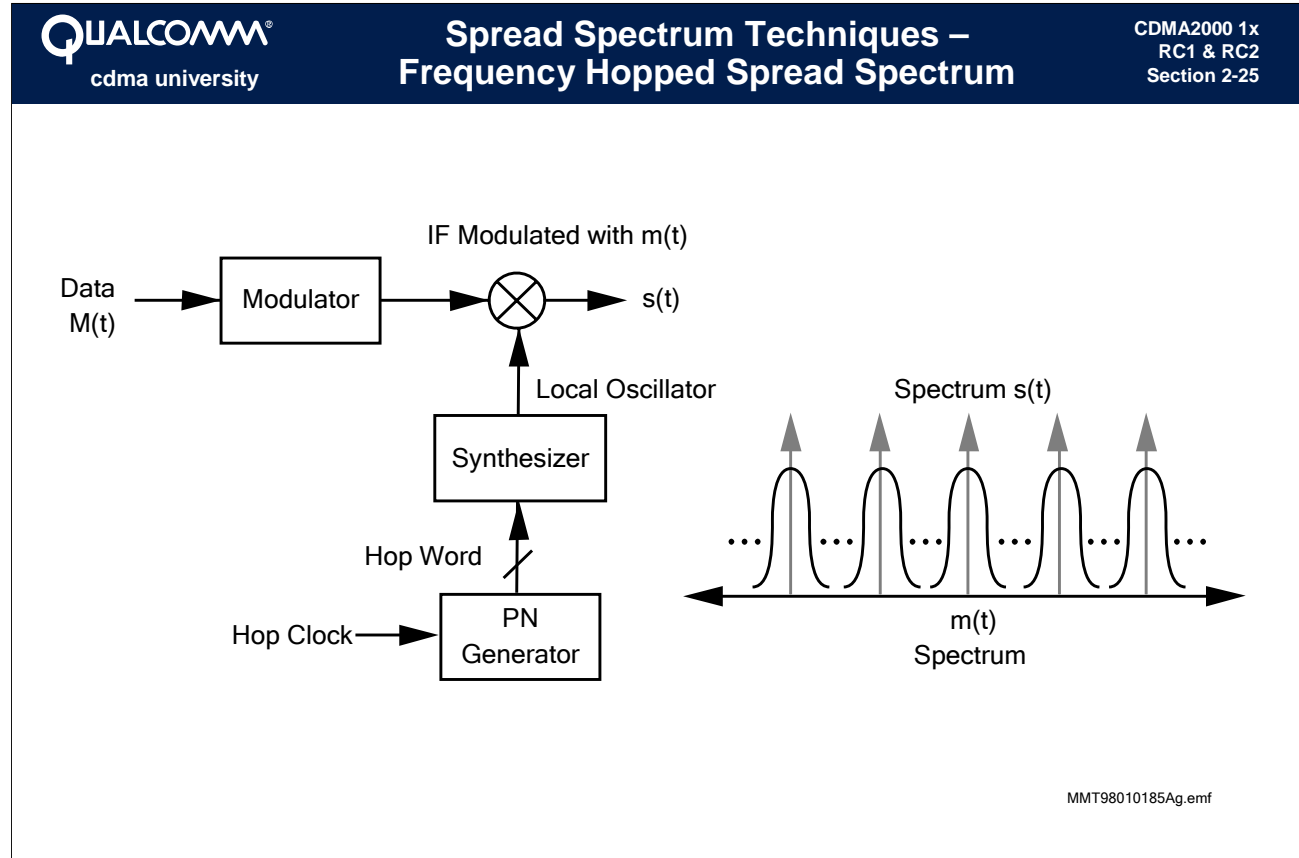 QUALCOMM®
cdma university
Spread Spectrum Techniques –
Frequency Hopped Spread Spectrum
CDMA2000 1x
RC1 & RC2
Section 2-25
IF Modulated with m(t)
Data
M(t)
Modulator
s(t)
Local Oscillator
Synthesizer
Hop Word
Hop Clock
PN
Generator
Spectrum s(t)
... ... ... ... ... ...
m(t)
Spectrum
MMT98010185Ag.emf